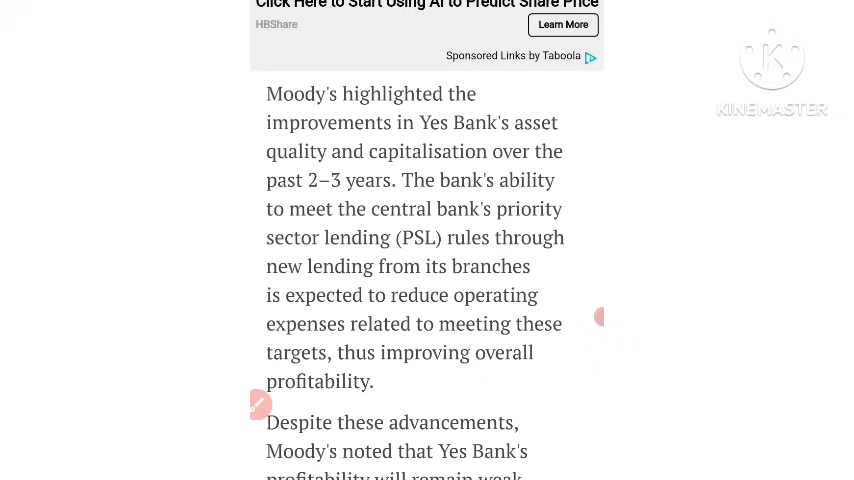 Click Here to Start Using AI to Predict Share Price
HBShare
Learn More
Sponsored Links by Taboola
KINEMASTER
Moody's highlighted the
improvements in Yes Bank's asset
quality and capitalisation over the
past 2–3 years. The bank's ability
to meet the central bank's priority
sector lending (PSL) rules through
new lending from its branches
is expected to reduce operating
expenses related to meeting these
targets, thus improving overall
profitability.
Despite these advancements,
Moody's noted that Yes Bank's
profitability will remain weak